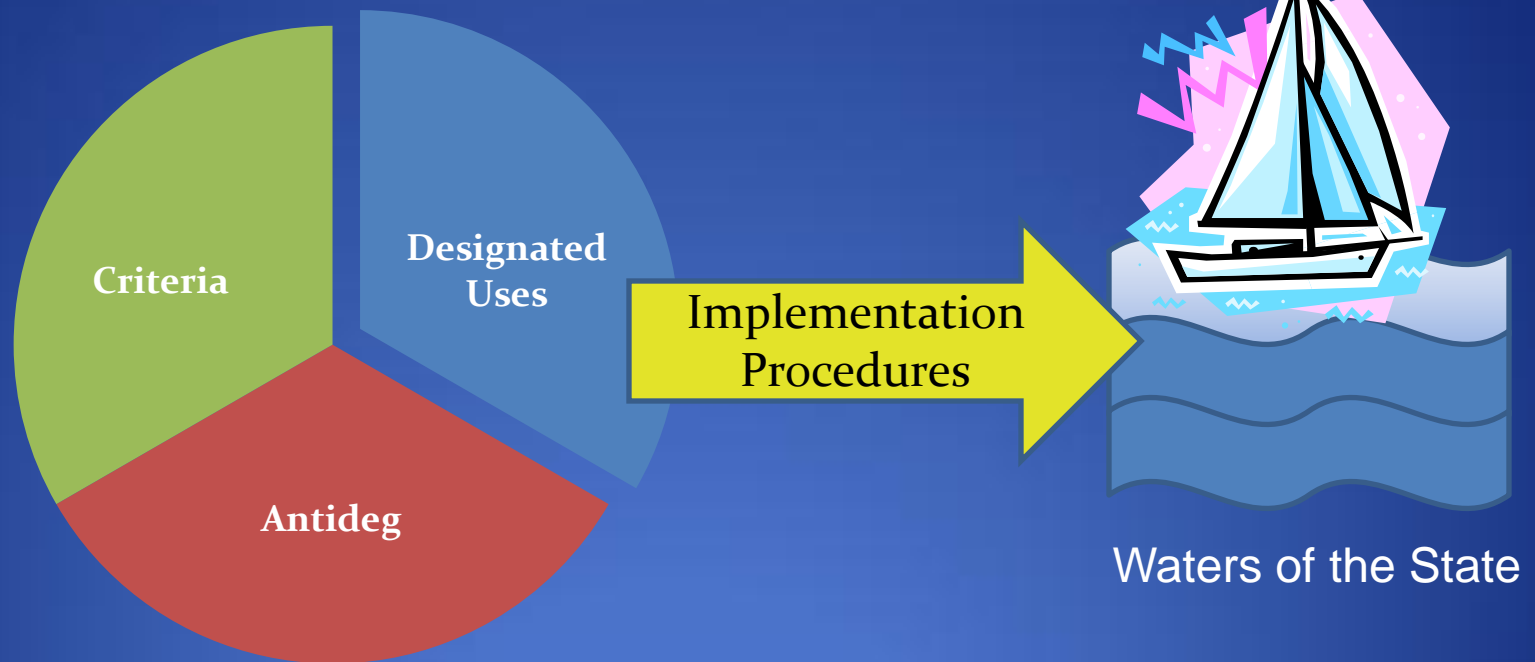 Criteria
Designated
Uses
Antideg
Implementation
Procedures
Waters of the State